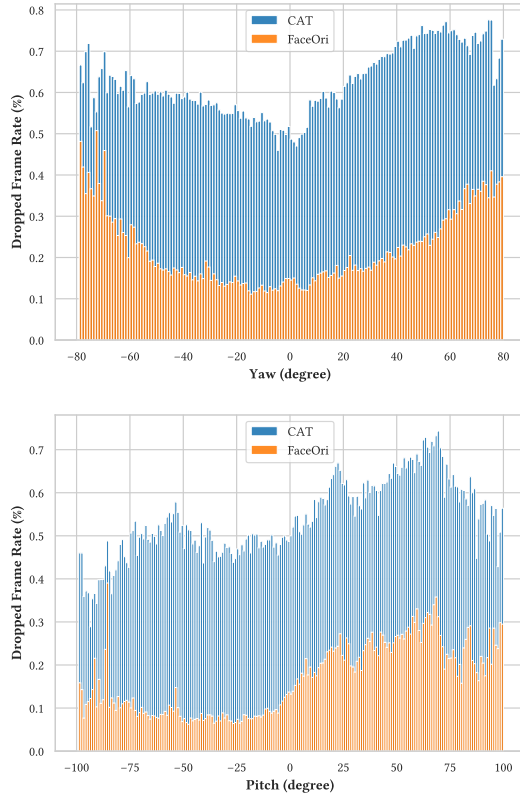 0.8
0.7
0.6
0.5
0.4
0.3
0.2
0.1
0.0
Dropped Frame Rate (%)
CAT
FaceOri
−80 −60 −40 −20 0 20 40 60 80
Yaw (degree)
0.7
0.6
0.5
0.4
0.3
0.2
0.1
0.0
Dropped Frame Rate (%)
CAT
FaceOri
−100 −75 −50 −25 0 25 50 75 100
Pitch (degree)